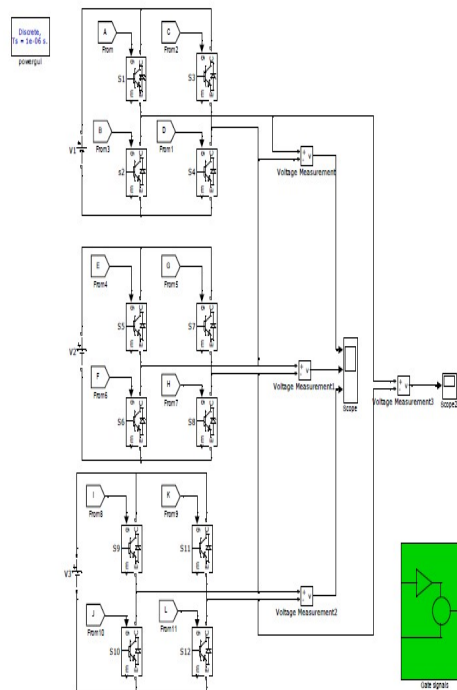 Discrete,
Ts = 1e-06 s.
powergui
A
From
C
From2
S1
S3
B
From3
D
From1
V1
s2
S4
Voltage Measurement
E
From4
G
From5
S5
S7
V2
F
From6
H
From7
S6
S8
Voltage Measurement1
Scope
Voltage Measurement3
Scope2
I
From8
K
From9
S9
S11
V3
J
From10
L
From11
S10
S12
Voltage Measurement2
Gate signals